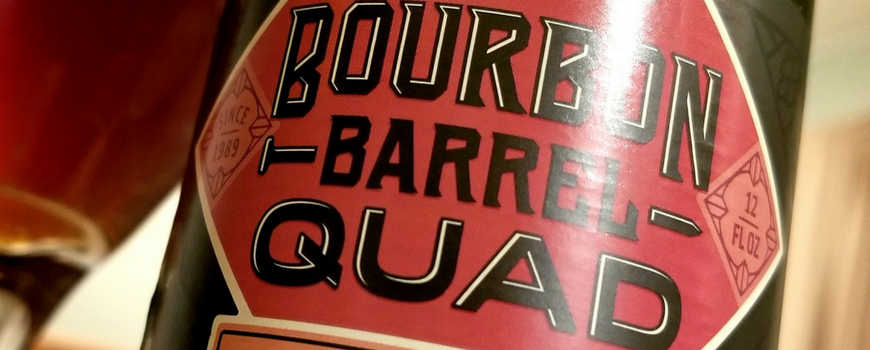 BOURBON
BARREL
QUAD
SINCE
1989
12
FL OZ